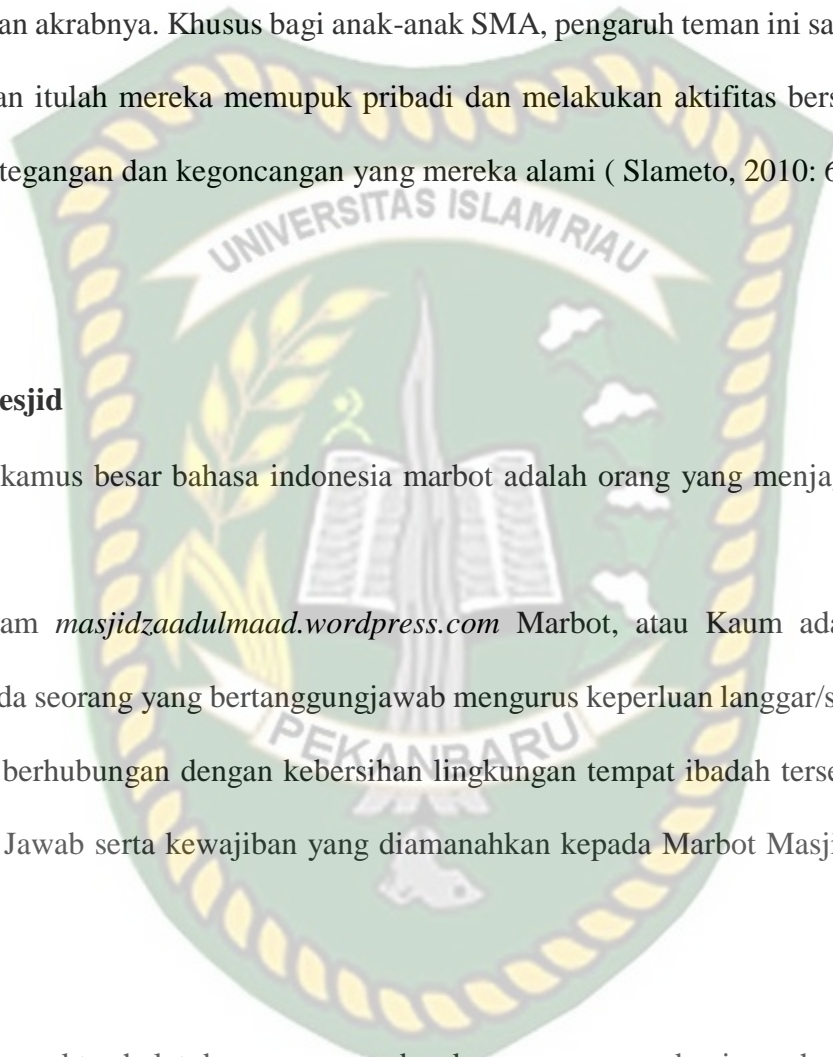 an akrabnya. Khusus bagi anak-anak SMA, pengaruh teman ini sa
an itulah mereka memupuk pribadi dan melakukan aktifitas bers
tegangan dan kegoncangan yang mereka alami ( Slameto, 2010: 6
UNIVERSITAS ISLAM RIAU
esjid
kamus besar bahasa indonesia marbot adalah orang yang menja
am masjidzaadulmaad.wordpress.com Marbot, atau Kaum ada
da seorang yang bertanggungjawab mengurus keperluan langgar/s
PEKANBARU
berhubungan dengan kebersihan lingkungan tempat ibadah terse
Jawab serta kewajiban yang diamanahkan kepada Marbot Masji